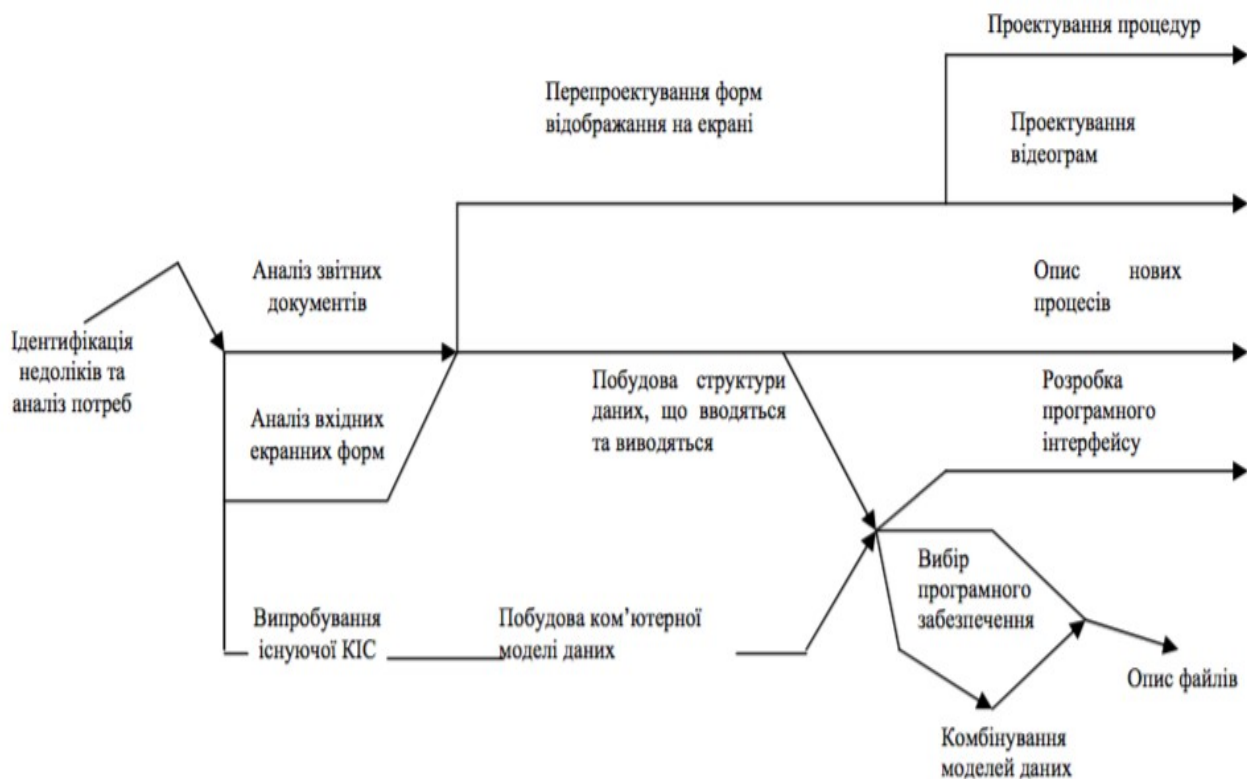 Проектування процедур
Перепроектування форм
відображання на екрані
Проектування
відеограм
Аналіз звітних
документів
Опис нових
процесів
Ідентифікація
недоліків та
аналіз потреб
Побудова структури
даних, що вводяться
та виводяться
Розробка
програмного
інтерфейсу
Аналіз вхідних
екранних форм
Вибір
програмного
забезпечення
Випробування
існуючої КІС
Побудова ком’ютерної
моделі даних
Опис файлів
Комбінування
моделей даних